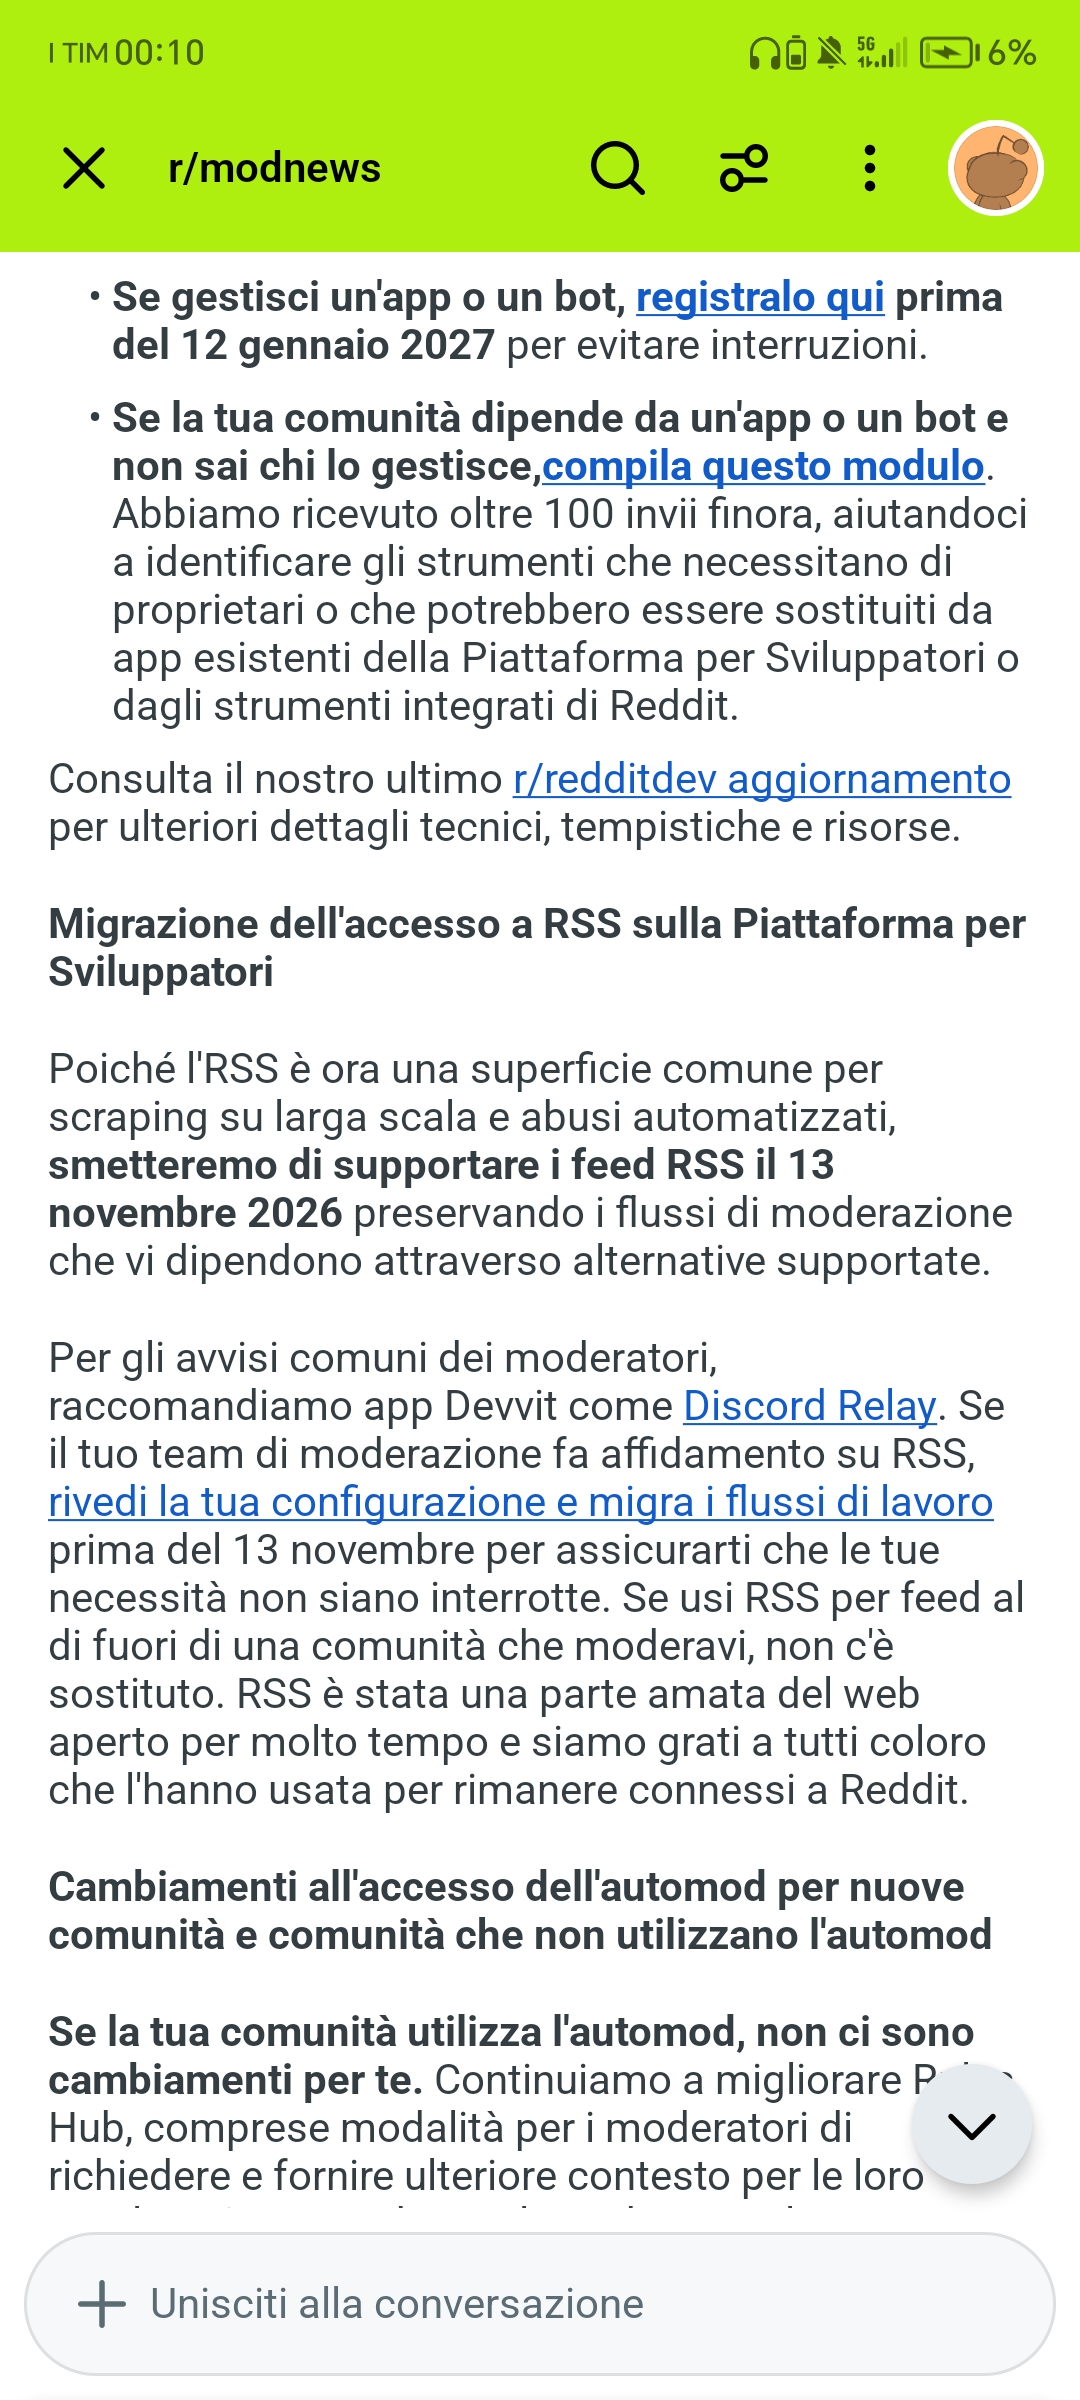 I TIM 00:10
5G
6%
r/modnews
• Se gestisci un'app o un bot, registralo qui prima
del 12 gennaio 2027 per evitare interruzioni.
• Se la tua comunità dipende da un'app o un bot e
non sai chi lo gestisce,compila questo modulo.
Abbiamo ricevuto oltre 100 invii finora, aiutandoci
a identificare gli strumenti che necessitano di
proprietari o che potrebbero essere sostituiti da
app esistenti della Piattaforma per Sviluppatori o
dagli strumenti integrati di Reddit.
Consulta il nostro ultimo r/redditdev aggiornamento
per ulteriori dettagli tecnici, tempistiche e risorse.
Migrazione dell'accesso a RSS sulla Piattaforma per
Sviluppatori
Poiché l'RSS è ora una superficie comune per
scraping su larga scala e abusi automatizzati,
smetteremo di supportare i feed RSS il 13
novembre 2026 preservando i flussi di moderazione
che vi dipendono attraverso alternative supportate.
Per gli avvisi comuni dei moderatori,
raccomandiamo app Devvit come Discord Relay. Se
il tuo team di moderazione fa affidamento su RSS,
rivedi la tua configurazione e migra i flussi di lavoro
prima del 13 novembre per assicurarti che le tue
necessità non siano interrotte. Se usi RSS per feed al
di fuori di una comunità che moderavi, non c'è
sostituto. RSS è stata una parte amata del web
aperto per molto tempo e siamo grati a tutti coloro
che l'hanno usata per rimanere connessi a Reddit.
Cambiamenti all'accesso dell'automod per nuove
comunità e comunità che non utilizzano l'automod
Se la tua comunità utilizza l'automod, non ci sono
cambiamenti per te. Continuiamo a migliorare
Hub, comprese modalità per i moderatori di
richiedere e fornire ulteriore contesto per le loro
Unisciti alla conversazione